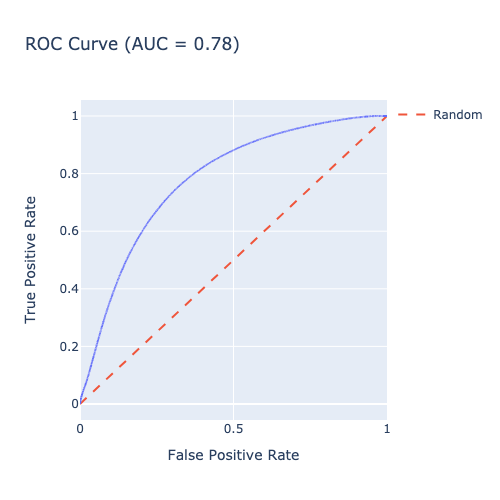 ROC Curve (AUC = 0.78)
Random
True Positive Rate
1
0.8
0.6
0.4
0.2
0
0 0.5 1
False Positive Rate